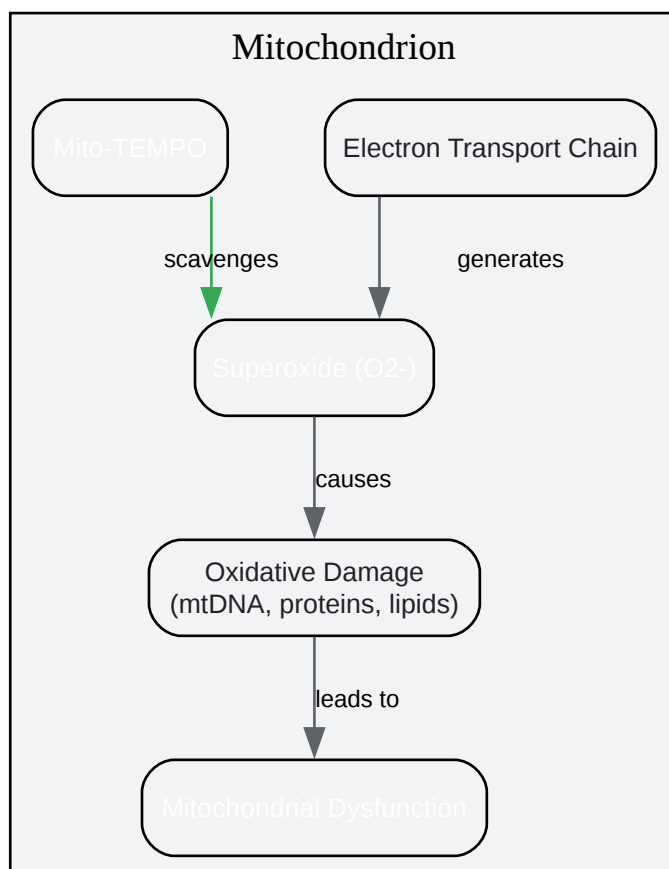 Mitochondrion
Mito-TEMPO
Electron Transport Chain
scavenges
generates
Superoxide (O2-)
causes
Oxidative Damage
(mtDNA, proteins, lipids)
leads to
Mitochondrial Dysfunction